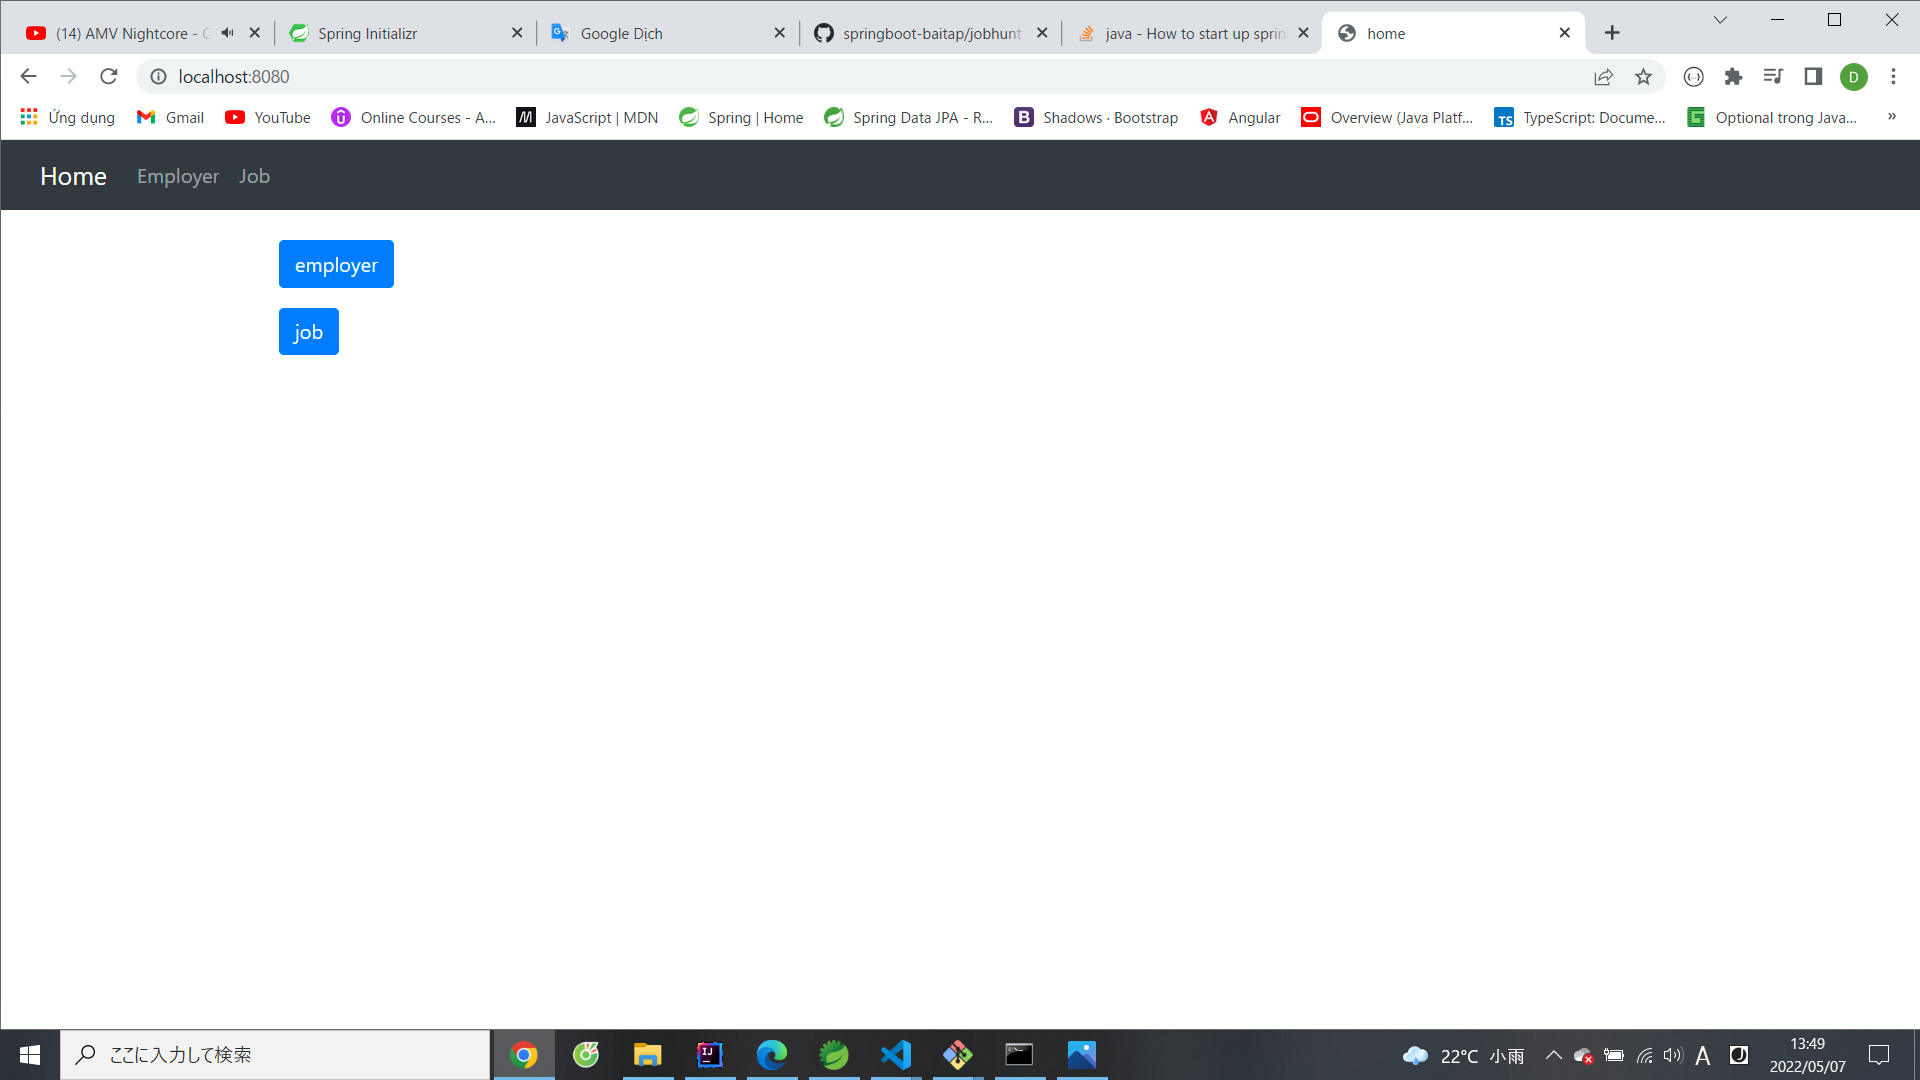 (14) AMV Nightcore - C
Spring Initializr
Google Dịch
springboot-baitap/jobhunt
java - How to start up sprin
home
localhost:8080
D
Ứng dụng
Gmail
YouTube
Online Courses - A...
JavaScript | MDN
Spring | Home
Spring Data JPA - R...
Shadows · Bootstrap
Angular
Overview (Java Platf...
TypeScript: Docume...
Optional trong Java...
»
Home
Employer
Job
employer
job
ここに入力して検索
22°C 小雨
A
13:49
2022/05/07